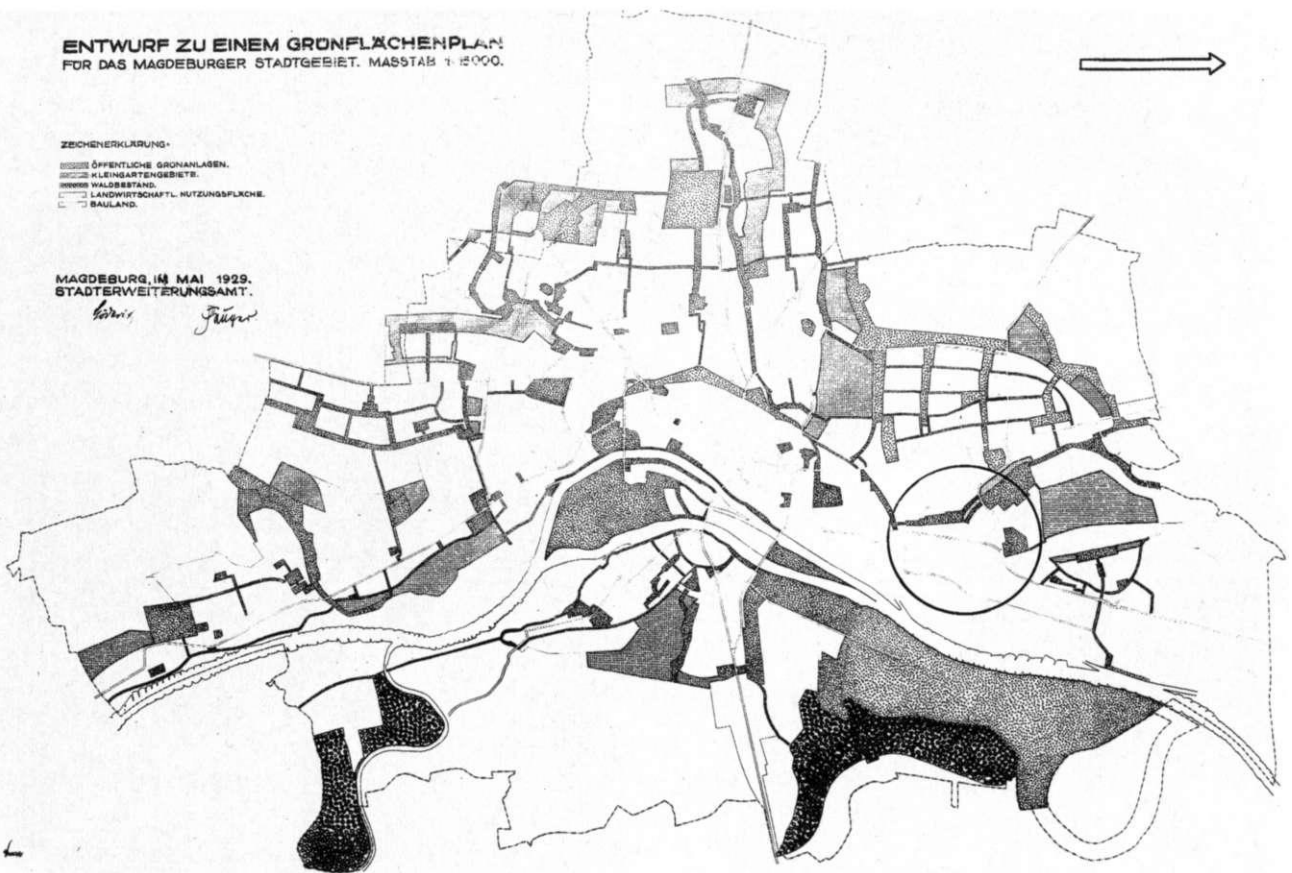 ENTWURF ZU EINEM GRÜNFLÄCHENPLAN
FÜR DAS MAGDEBURGER STADTGEBIET. MASSTAB
ZEICHENERKLÄRUNG.
ÖFFENTLICHE GRÜNANLAGEN.
KLEINGARTENGEBIETE.
WALDBESTAND.
LANDWIRTSCHAFTL. NUTZUNGSFLÄCHE.
BAULAND.
MAGDEBURG, IM MAI 1929.
STADTERWEITERUNGSAMT.